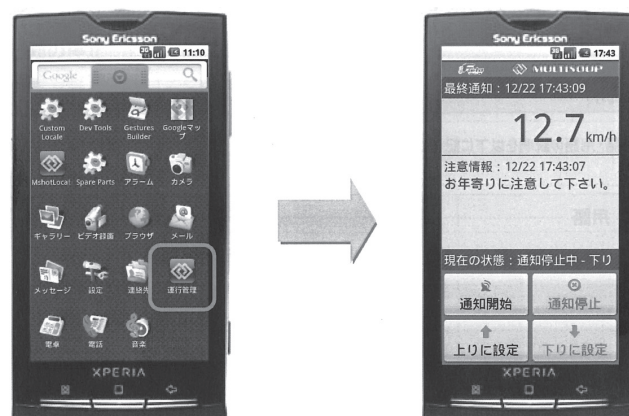 Sony Ericsson
3G 11:10
Google
Custom Locale
Dev Tools
Gestures Builder
Googleマップ
MshotLocal
Spare Parts
アラーム
カメラ
ギャラリー
ビデオ録画
ブラウザ
メール
メッセージ
設定
連絡先
運行管理
電卓
電話
音楽
XPERIA
Sony Ericsson
3G 17:43
MULTISOUP
最終通知：12/22 17:43:09
12.7 km/h
注意情報：12/22 17:43:07
お年寄りに注意して下さい。
現在の状態：通知停止中 - 下り
通知開始
通知停止
上りに設定
下りに設定
XPERIA